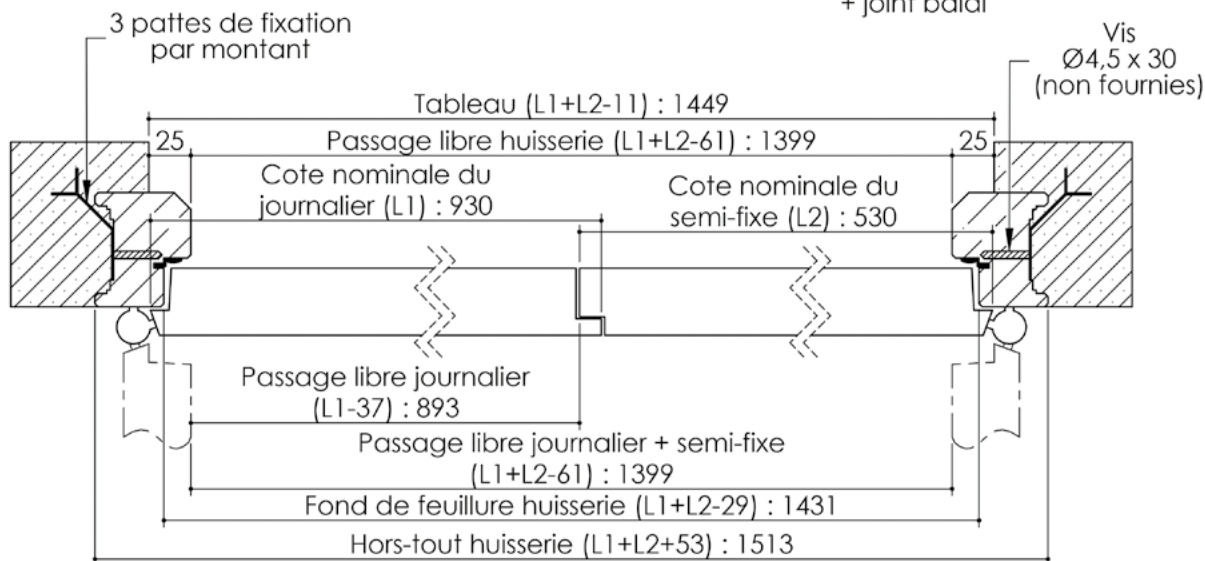 + joint balai
3 pattes de fixation
par montant
Vis
Ø4,5 x 30
(non fournies)
Tableau (L1+L2-11) : 1449
25
Passage libre huisserie (L1+L2-61) : 1399
25
Cote nominale du
journalier (L1) : 930
Cote nominale du
semi-fixe (L2) : 530
Passage libre journalier
(L1-37) : 893
Passage libre journalier + semi-fixe
(L1+L2-61) : 1399
Fond de feuillure huisserie (L1+L2-29) : 1431
Hors-tout huisserie (L1+L2+53) : 1513